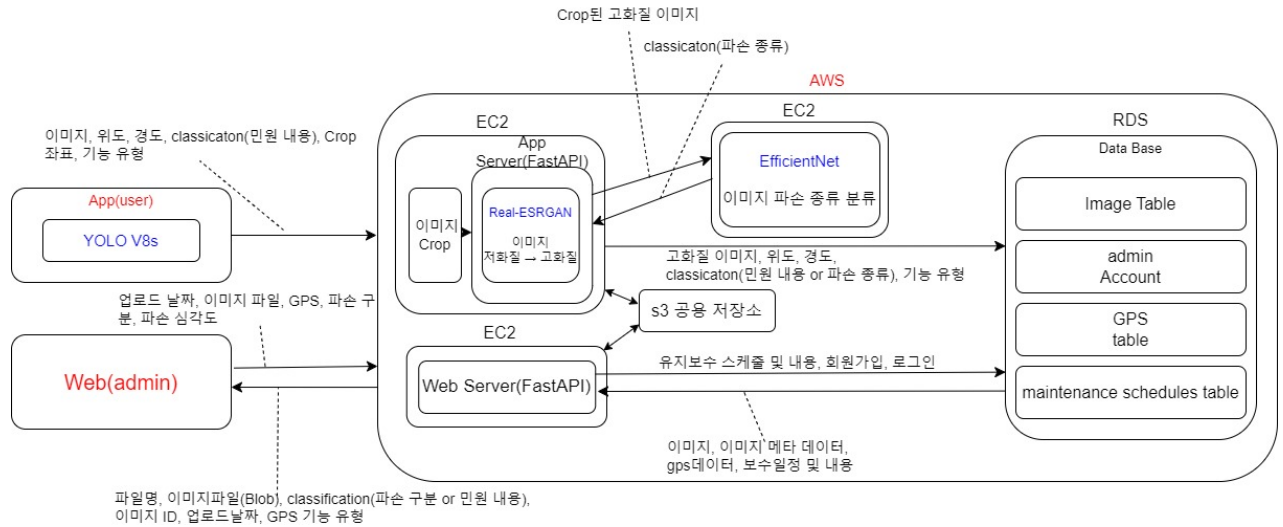 Crop된 고화질 이미지
classicaton(파손 종류)
AWS
이미지, 위도, 경도, classicaton(민원 내용), Crop
좌표, 기능 유형
EC2
App
Server(FastAPI)
EC2
EfficientNet
이미지 파손 종류 분류
RDS
Data Base
App(user)
YOLO V8s
이미지
Crop
Real-ESRGAN
이미지
저화질 → 고화질
Image Table
admin
Account
GPS
table
maintenance schedules table
고화질 이미지, 위도, 경도,
classicaton(민원 내용 or 파손 종류), 기능 유형
s3 공용 저장소
업로드 날짜, 이미지 파일, GPS, 파손 구
분, 파손 심각도
Web(admin)
EC2
Web Server(FastAPI)
유지보수 스케줄 및 내용, 회원가입, 로그인
이미지, 이미지 메타 데이터,
gps데이터, 보수일정 및 내용
파일명, 이미지파일(Blob), classification(파손 구분 or 민원 내용),
이미지 ID, 업로드날짜, GPS 기능 유형